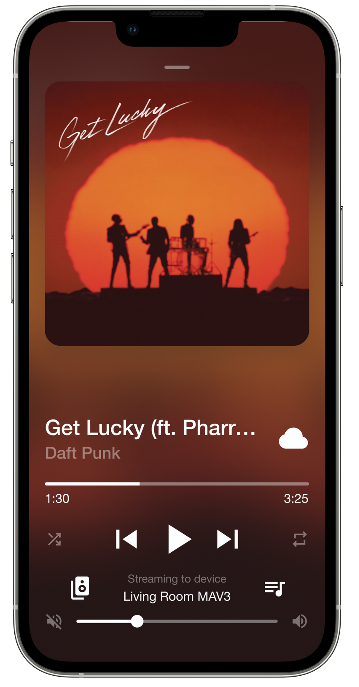 Get Lucky
Get Lucky (ft. Pharr...
Daft Punk
1:30 3:25
Streaming to device
Living Room MAV3